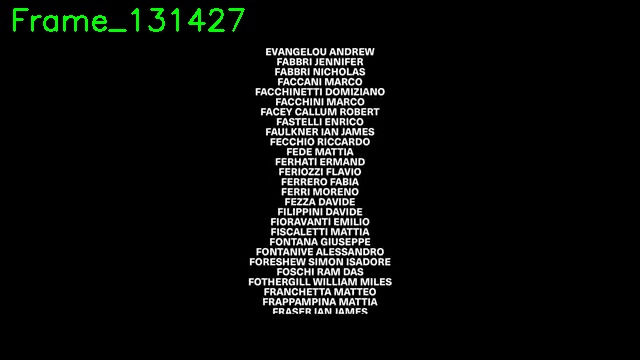 Frame_131427
EVANGELOU ANDREW
FABBRI JENNIFER
FABBRI NICHOLAS
FACCANI MARCO
FACCHINETTI DOMIZIANO
FACCHINI MARCO
FACEY CALLUM ROBERT
FASTELLI ENRICO
FAULKNER IAN JAMES
FECCHIO RICCARDO
FEDE MATTIA
FERHATI ERMAND
FERIOZZI FLAVIO
FERRERO FABIA
FERRI MORENO
FEZZA DAVIDE
FILIPPINI DAVIDE
FIORAVANTI EMILIO
FISCALETTI MATTIA
FONTANA GIUSEPPE
FONTANIVE ALESSANDRO
FORESHEW SIMON ISADORE
FOSCHI RAM DAS
FOTHERGILL WILLIAM MILES
FRANCHETTA MATTEO
FRAPPAMPINA MATTIA
FRASER IAN JAMES